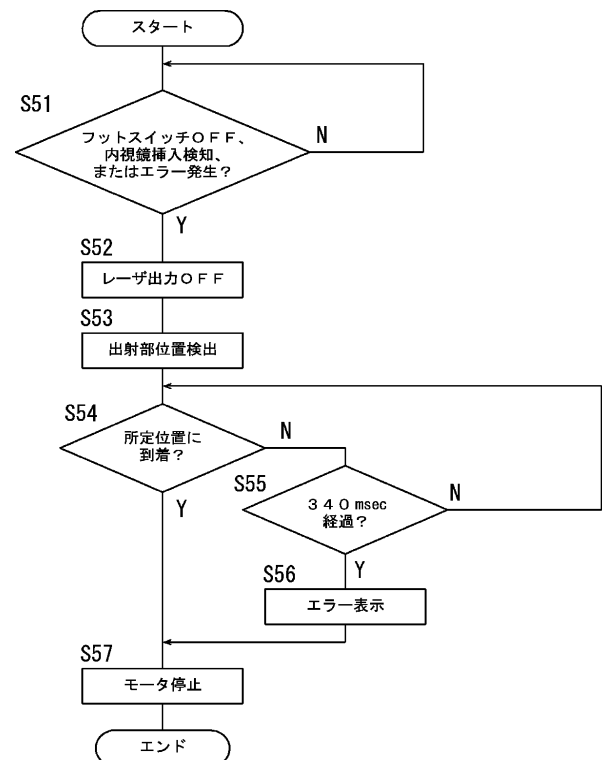 スタート
S51
フットスイッチＯＦＦ、
内視鏡挿入検知、
またはエラー発生？
N
Y
S52
レーザ出力ＯＦＦ
S53
出射部位置検出
S54
所定位置に
到着？
N
Y
S55
３４０msec
経過？
N
Y
S56
エラー表示
S57
モータ停止
エンド